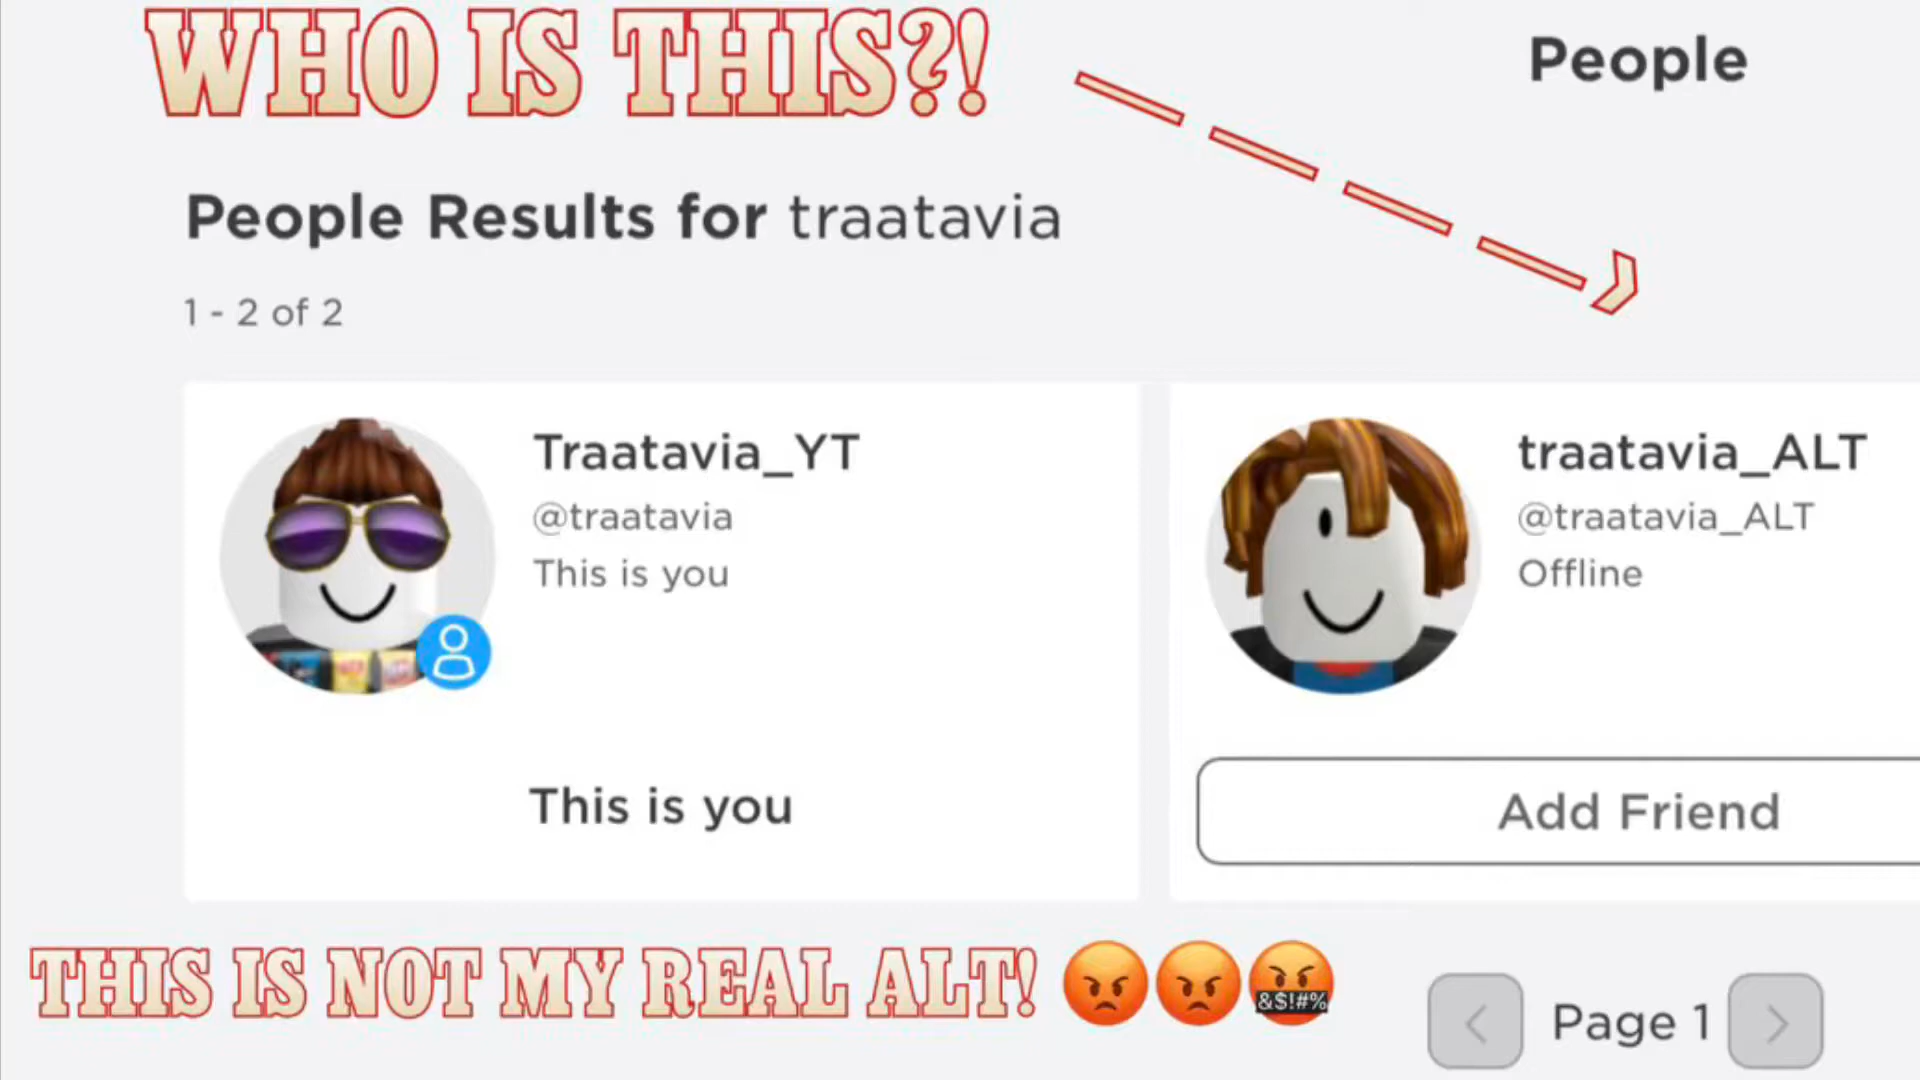 WHO IS THIS?!
People
People Results for traatavia
1 - 2 of 2
Traatavia_YT
@traatavia
This is you
This is you
traatavia_ALT
@traatavia_ALT
Offline
Add Friend
THIS IS NOT MY REAL ALT! 😡😡🤬
&$!#%
Page 1